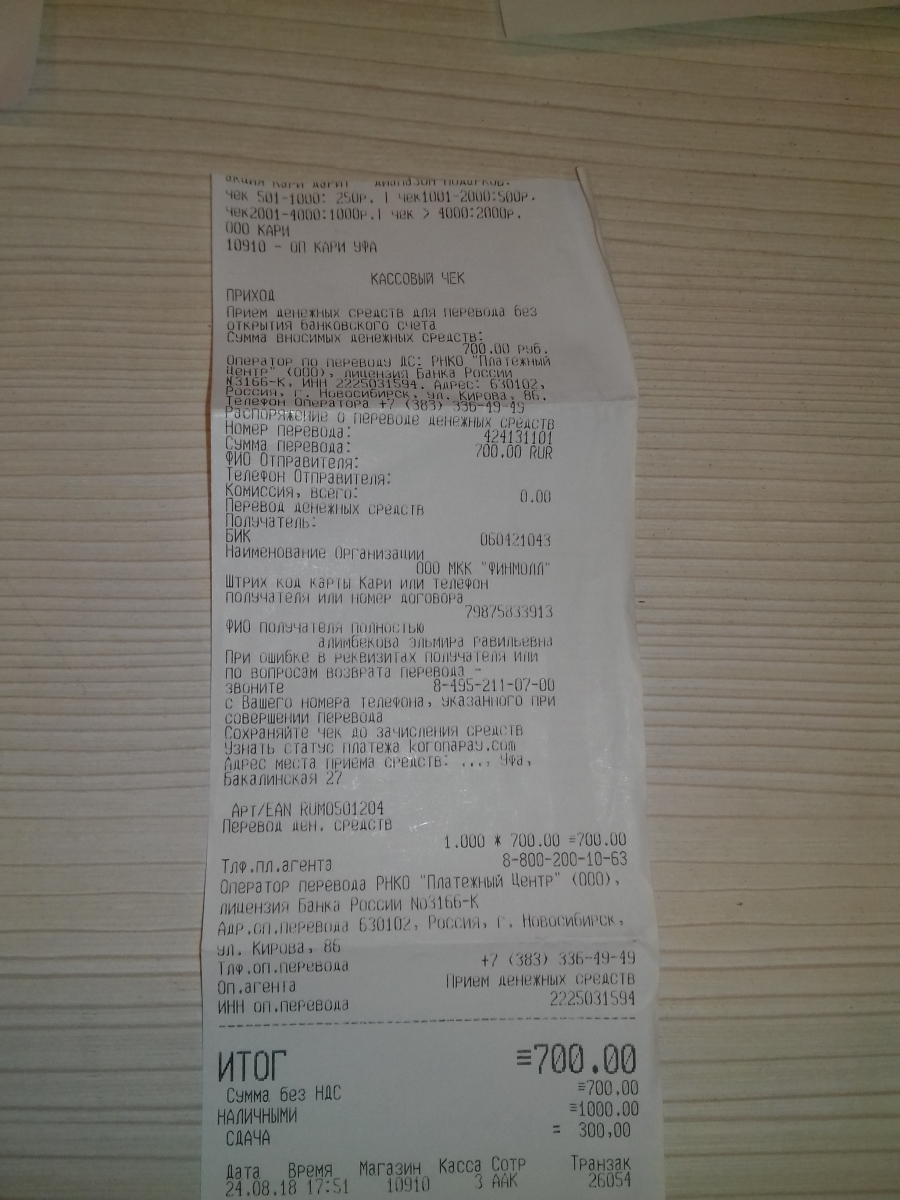 акция Кари дарит диапазон подарков:
чек 501-1000: 250р. | чек1001-2000:500р.
чек2001-4000:1000р.| чек > 4000:2000р.
ООО КАРИ
10910 - ОП КАРИ УФА
КАССОВЫЙ ЧЕК
ПРИХОД
Прием денежных средств для перевода без
открытия банковского счета
Сумма вносимых денежных средств:
700.00 руб.
Оператор по переводу ДС: РНКО "Платежный
Центр" (ООО), лицензия Банка России
№3166-К, ИНН 2225031594. Адрес: 630102,
Россия, г. Новосибирск, ул. Кирова, 86.
Телефон Оператора +7 (383) 336-49-49
Распоряжение о переводе денежных средств
Номер перевода: 424131101
Сумма перевода: 700.00 RUR
ФИО Отправителя:
Телефон Отправителя:
Комиссия, всего: 0.00
Перевод денежных средств
Получатель:
БИК 060421043
Наименование Организации
ООО МКК "ФИНМОЛЛ"
Штрих код карты Кари или телефон
получателя или номер договора
79875833913
ФИО получателя полностью
алимбекова эльмира равильевна
При ошибке в реквизитах получателя или
по вопросам возврата перевода -
звоните 8-495-211-07-00
с Вашего номера телефона, указанного при
совершении перевода
Сохраняйте чек до зачисления средств
Узнать статус платежа koronapay.com
Адрес места приема средств: ..., Уфа,
Бакалинская 27
Арт/EAN RUM0501204
Перевод ден. средств
1.000 * 700.00 =700.00
Тлф.пл.агента 8-800-200-10-63
Оператор перевода РНКО "Платежный Центр" (ООО),
лицензия Банка России No3166-К
Адр.оп.перевода 630102, Россия, г. Новосибирск,
ул. Кирова, 86
Тлф.оп.перевода +7 (383) 336-49-49
Оп.агента Прием денежных средств
ИНН оп.перевода 2225031594
ИТОГ ≡700.00
Сумма без НДС ≡700.00
НАЛИЧНЫМИ ≡1000.00
СДАЧА = 300,00
Дата Время Магазин Касса Сотр Транзак
24.08.18 17:51 10910 3 ААК 26054